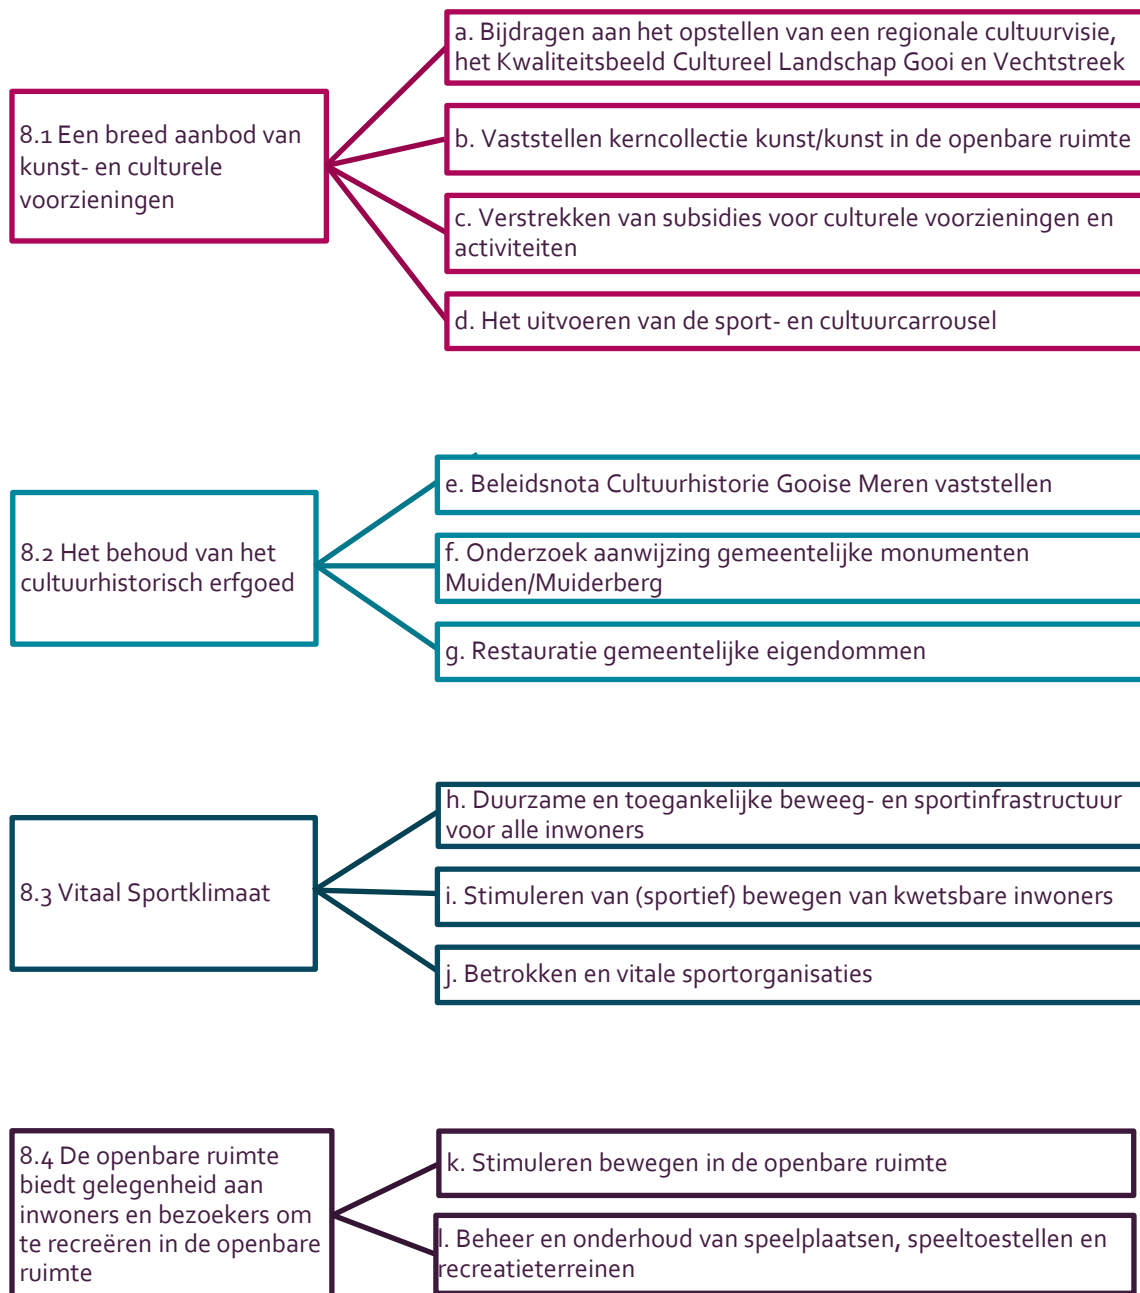 8.1 Een breed aanbod van
kunst- en culturele
voorzieningen
a. Bijdragen aan het opstellen van een regionale cultuurvisie,
het Kwaliteitsbeeld Cultureel Landschap Gooi en Vechtstreek
b. Vaststellen kerncollectie kunst/kunst in de openbare ruimte
c. Verstrekken van subsidies voor culturele voorzieningen en
activiteiten
d. Het uitvoeren van de sport- en cultuurcarrousel
8.2 Het behoud van het
cultuurhistorisch erfgoed
e. Beleidsnota Cultuurhistorie Gooise Meren vaststellen
f. Onderzoek aanwijzing gemeentelijke monumenten
Muiden/Muiderberg
g. Restauratie gemeentelijke eigendommen
8.3 Vitaal Sportklimaat
h. Duurzame en toegankelijke beweeg- en sportinfrastructuur
voor alle inwoners
i. Stimuleren van (sportief) bewegen van kwetsbare inwoners
j. Betrokken en vitale sportorganisaties
8.4 De openbare ruimte
biedt gelegenheid aan
inwoners en bezoekers om
te recreëren in de openbare
ruimte
k. Stimuleren bewegen in de openbare ruimte
l. Beheer en onderhoud van speelplaatsen, speeltoestellen en
recreatieterreinen